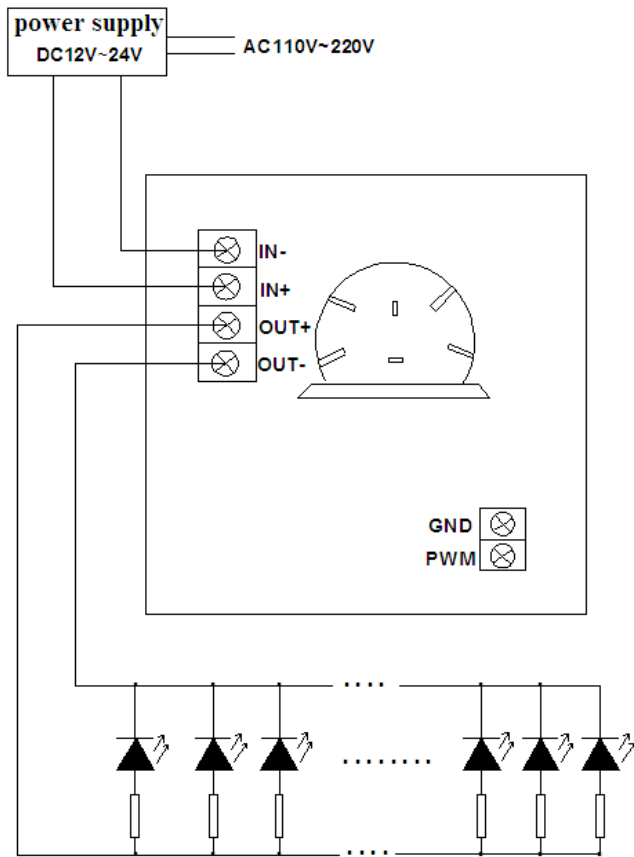 power supply
DC12V~24V
AC110V~220V
IN-
IN+
OUT+
OUT-
GND
PWM